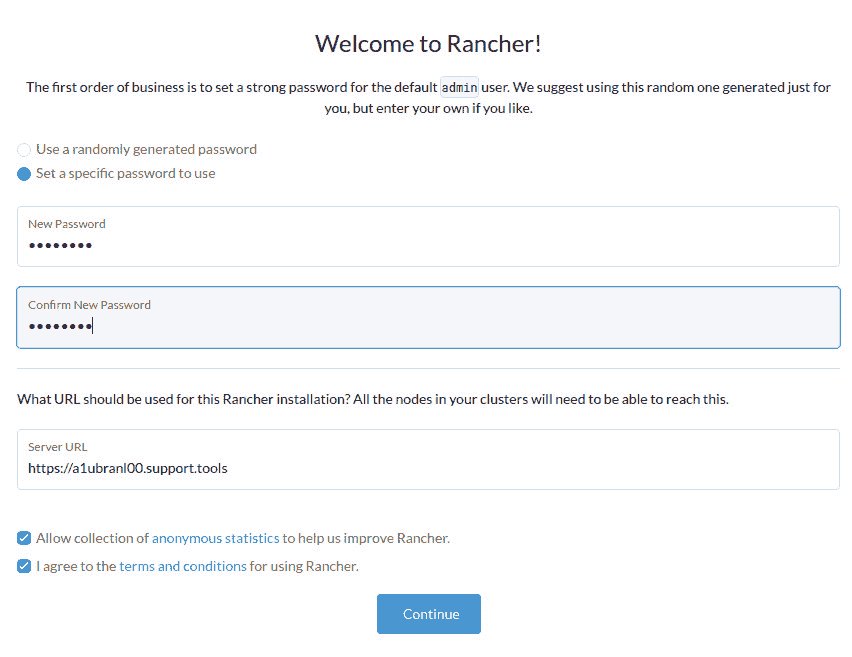 Welcome to Rancher!
The first order of business is to set a strong password for the default admin user. We suggest using this random one generated just for
you, but enter your own if you like.
Use a randomly generated password
Set a specific password to use
New Password
••••••••
Confirm New Password
••••••••
What URL should be used for this Rancher installation? All the nodes in your clusters will need to be able to reach this.
Server URL
https://a1ubranl00.support.tools
Allow collection of anonymous statistics to help us improve Rancher.
I agree to the terms and conditions for using Rancher.
Continue